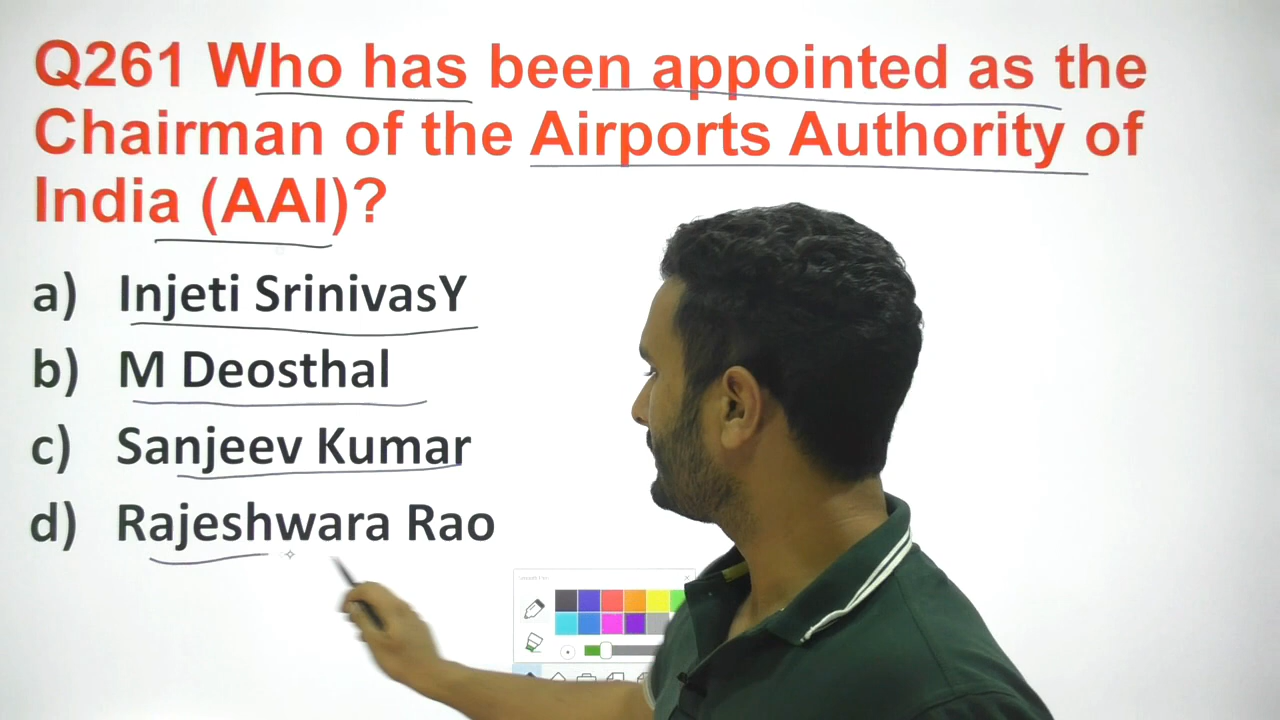 Q261 Who has been appointed as the
Chairman of the Airports Authority of
India (AAI)?
a) Injeti SrinivasY
b) M Deosthal
c) Sanjeev Kumar
d) Rajeshwara Rao